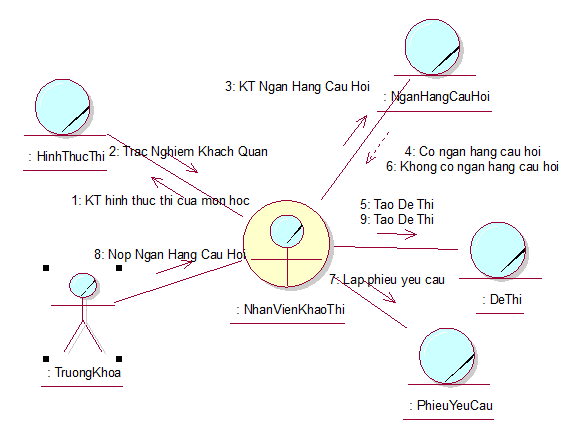 3: KT Ngan Hang Cau Hoi
: NganHangCauHoi
: HinhThucThi
2: Trac Nghiem Khach Quan
4: Co ngan hang cau hoi
6: Khong co ngan hang cau hoi
1: KT hinh thuc thi cua mon hoc
5: Tao De Thi
9: Tao De Thi
8: Nop Ngan Hang Cau Hoi
7: Lap phieu yeu cau
: NhanVienKhaoThi
: DeThi
: TruongKhoa
: PhieuYeuCau